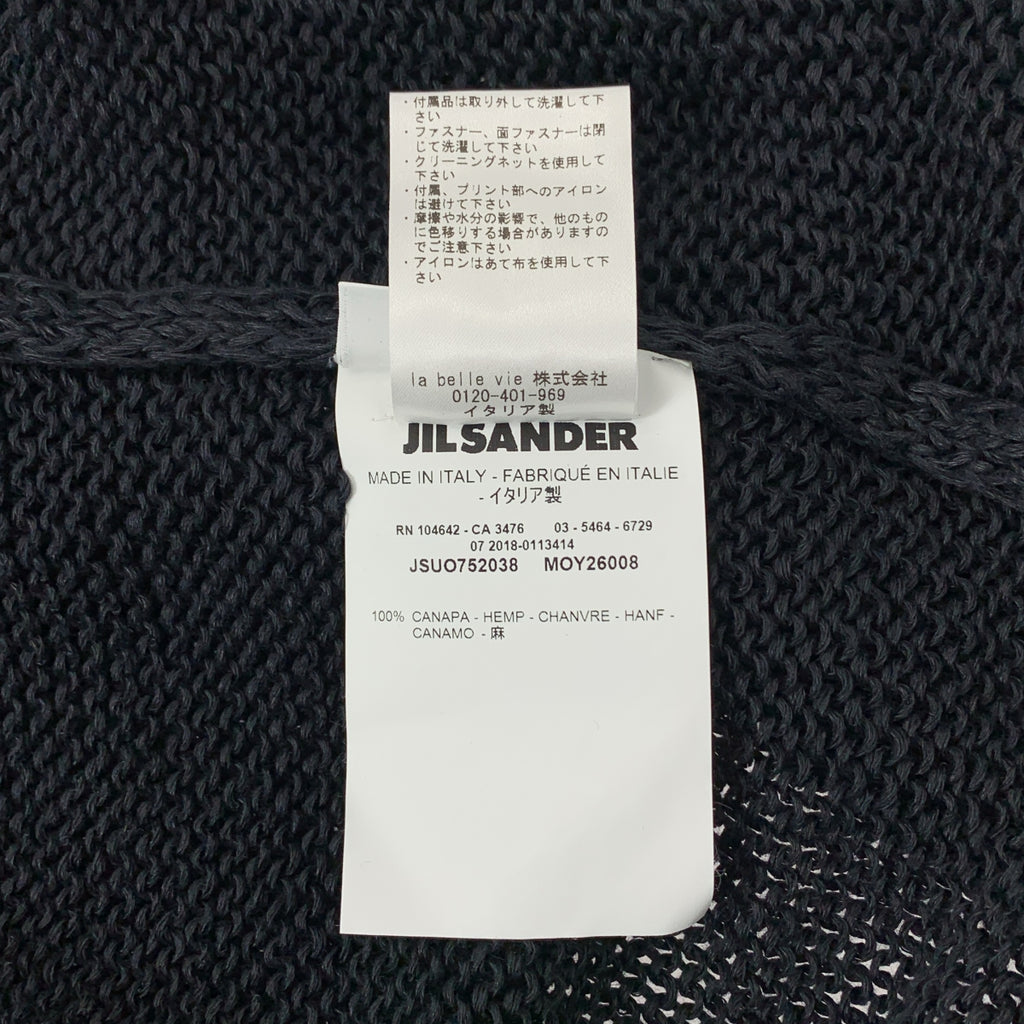 ・付属品は取り外して洗濯して下
さい
・ファスナー、面ファスナーは閉
じて洗濯して下さい
・クリーニングネットを使用して
下さい
・付属、プリント部へのアイロン
は避けて下さい
・摩擦や水分の影響で、他のもの
に色移りする場合がありますの
でご注意下さい
・アイロンはあて布を使用して下
さい
la belle vie 株式会社
0120-401-969
イタリア製
JIL SANDER
MADE IN ITALY - FABRIQUÉ EN ITALIE
- イタリア製
RN 104642 - CA 3476 03 - 5464 - 6729
07 2018-0113414
JSUO752038 MOY26008
100% CANAPA - HEMP - CHANVRE - HANF -
CANAMO - 麻